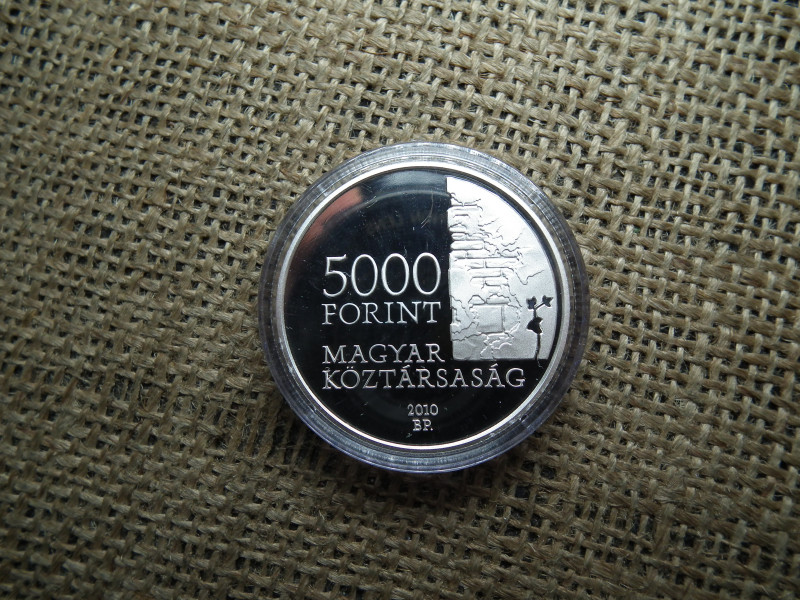 5000
FORINT
MAGYAR
KÖZTÁRSASÁG
2010
BP.